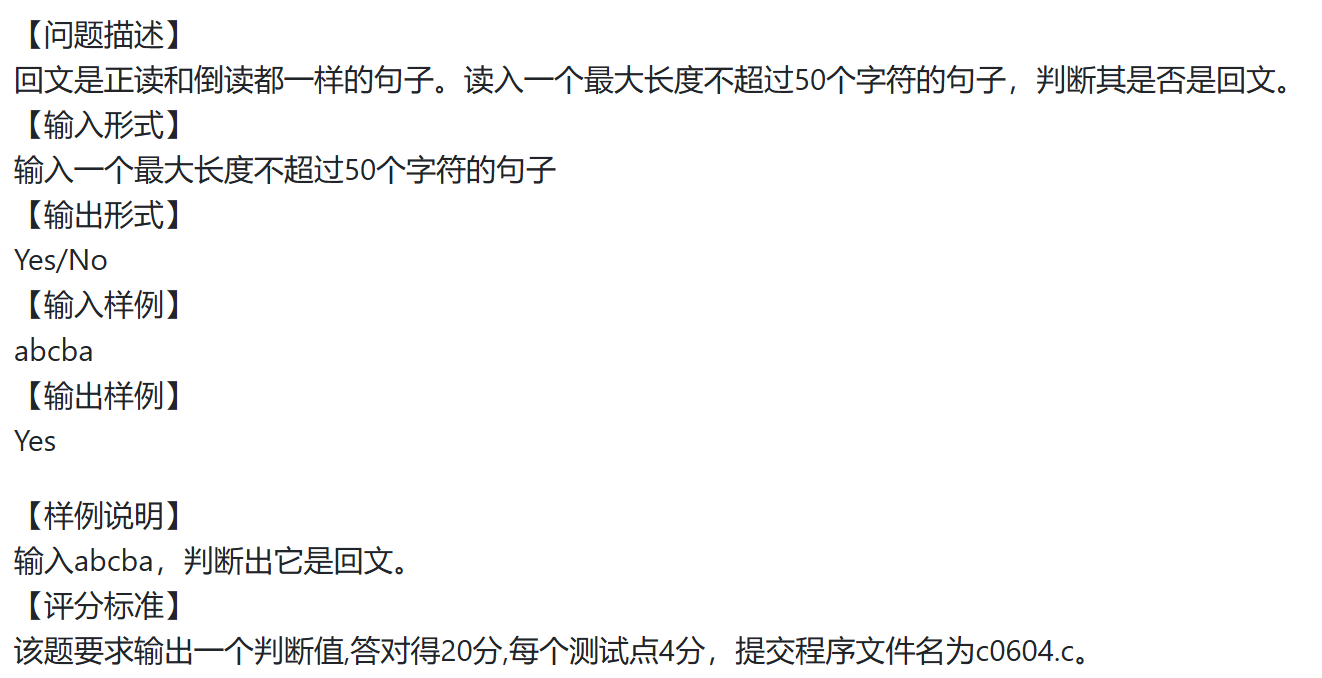 【问题描述】
回文是正读和倒读都一样的句子。读入一个最大长度不超过50个字符的句子，判断其是否是回文。
【输入形式】
输入一个最大长度不超过50个字符的句子
【输出形式】
Yes/No
【输入样例】
abcba
【输出样例】
Yes
【样例说明】
输入abcba，判断出它是回文。
【评分标准】
该题要求输出一个判断值,答对得20分,每个测试点4分，提交程序文件名为c0604.c。